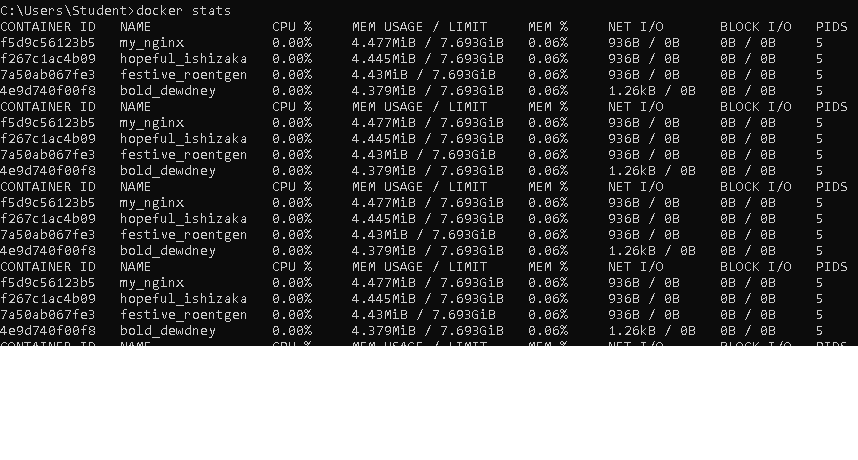 C:\Users\Student>docker stats
CONTAINER ID   NAME               CPU %     MEM USAGE / LIMIT     MEM %     NET I/O       BLOCK I/O   PIDS
f5d9c56123b5   my_nginx           0.00%     4.477MiB / 7.693GiB   0.06%     936B / 0B     0B / 0B     5
f267c1ac4b09   hopeful_ishizaka   0.00%     4.445MiB / 7.693GiB   0.06%     936B / 0B     0B / 0B     5
7a50ab067fe3   festive_roentgen   0.00%     4.43MiB / 7.693GiB    0.06%     936B / 0B     0B / 0B     5
4e9d740f00f8   bold_dewdney       0.00%     4.379MiB / 7.693GiB   0.06%     1.26kB / 0B   0B / 0B     5
CONTAINER ID   NAME               CPU %     MEM USAGE / LIMIT     MEM %     NET I/O       BLOCK I/O   PIDS
f5d9c56123b5   my_nginx           0.00%     4.477MiB / 7.693GiB   0.06%     936B / 0B     0B / 0B     5
f267c1ac4b09   hopeful_ishizaka   0.00%     4.445MiB / 7.693GiB   0.06%     936B / 0B     0B / 0B     5
7a50ab067fe3   festive_roentgen   0.00%     4.43MiB / 7.693GiB    0.06%     936B / 0B     0B / 0B     5
4e9d740f00f8   bold_dewdney       0.00%     4.379MiB / 7.693GiB   0.06%     1.26kB / 0B   0B / 0B     5
CONTAINER ID   NAME               CPU %     MEM USAGE / LIMIT     MEM %     NET I/O       BLOCK I/O   PIDS
f5d9c56123b5   my_nginx           0.00%     4.477MiB / 7.693GiB   0.06%     936B / 0B     0B / 0B     5
f267c1ac4b09   hopeful_ishizaka   0.00%     4.445MiB / 7.693GiB   0.06%     936B / 0B     0B / 0B     5
7a50ab067fe3   festive_roentgen   0.00%     4.43MiB / 7.693GiB    0.06%     936B / 0B     0B / 0B     5
4e9d740f00f8   bold_dewdney       0.00%     4.379MiB / 7.693GiB   0.06%     1.26kB / 0B   0B / 0B     5
CONTAINER ID   NAME               CPU %     MEM USAGE / LIMIT     MEM %     NET I/O       BLOCK I/O   PIDS
f5d9c56123b5   my_nginx           0.00%     4.477MiB / 7.693GiB   0.06%     936B / 0B     0B / 0B     5
f267c1ac4b09   hopeful_ishizaka   0.00%     4.445MiB / 7.693GiB   0.06%     936B / 0B     0B / 0B     5
7a50ab067fe3   festive_roentgen   0.00%     4.43MiB / 7.693GiB    0.06%     936B / 0B     0B / 0B     5
4e9d740f00f8   bold_dewdney       0.00%     4.379MiB / 7.693GiB   0.06%     1.26kB / 0B   0B / 0B     5
CONTAINER ID   NAME               CPU %     MEM USAGE / LIMIT     MEM %     NET I/O       BLOCK I/O   PIDS